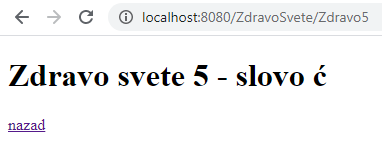 localhost:8080/ZdravoSvete/Zdravo5
Zdravo svete 5 - slovo ć
nazad